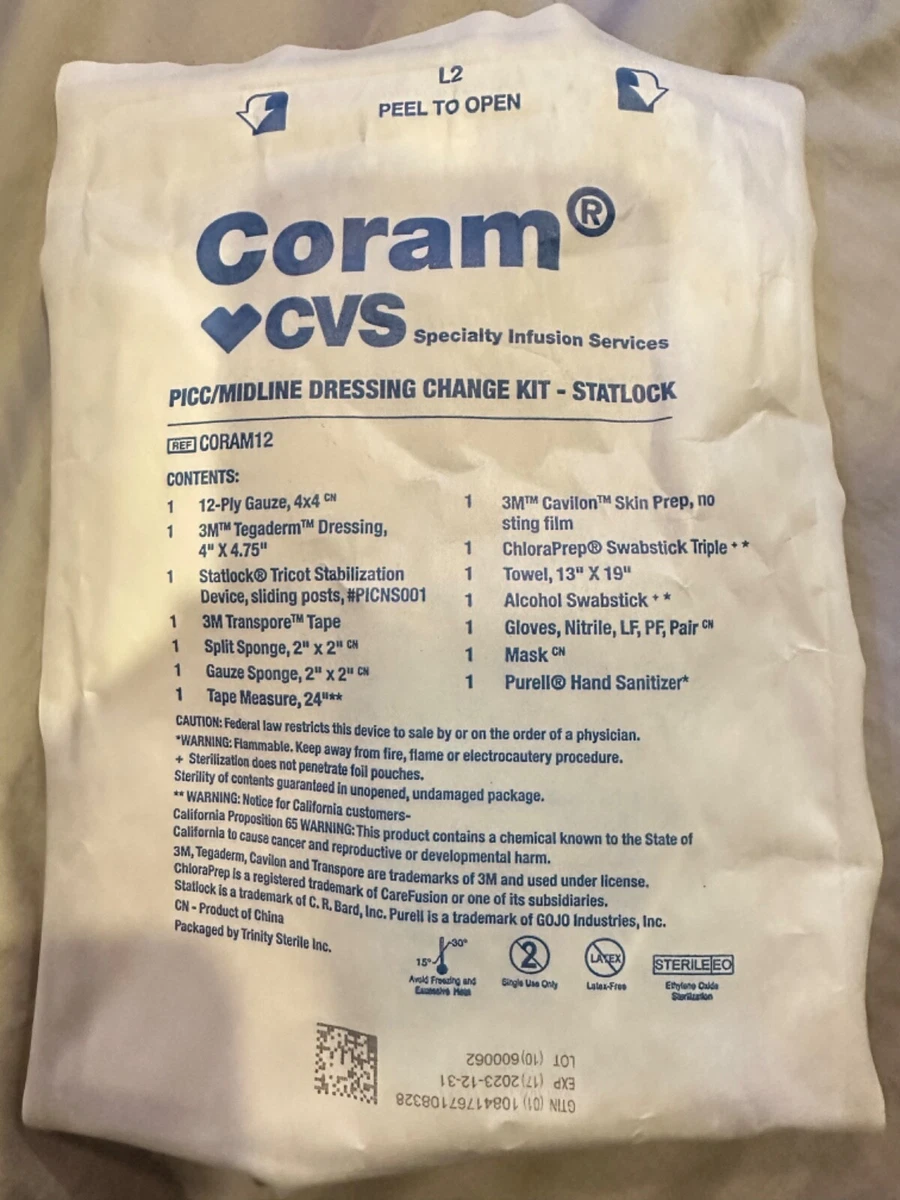 L2
PEEL TO OPEN
Coram®
CVS Specialty Infusion Services
PICC/MIDLINE DRESSING CHANGE KIT - STATLOCK
REF CORAM12
CONTENTS:
1 12-Ply Gauze, 4x4 CN
1 3M™ Tegaderm™ Dressing,
4" X 4.75"
1 Statlock® Tricot Stabilization
Device, sliding posts, #PICNS001
1 3M Transpore™ Tape
1 Split Sponge, 2" x 2" CN
1 Gauze Sponge, 2" x 2" CN
1 Tape Measure, 24"**
1 3M™ Cavilon™ Skin Prep, no
sting film
1 ChloraPrep® Swabstick Triple + *
1 Towel, 13" X 19"
1 Alcohol Swabstick + *
1 Gloves, Nitrile, LF, PF, Pair CN
1 Mask CN
1 Purell® Hand Sanitizer*
CAUTION: Federal law restricts this device to sale by or on the order of a physician.
*WARNING: Flammable. Keep away from fire, flame or electrocautery procedure.
+ Sterilization does not penetrate foil pouches.
Sterility of contents guaranteed in unopened, undamaged package.
** WARNING: Notice for California customers-
California Proposition 65 WARNING: This product contains a chemical known to the State of
California to cause cancer and reproductive or developmental harm.
3M, Tegaderm, Cavilon and Transpore are trademarks of 3M and used under license.
ChloraPrep is a registered trademark of CareFusion or one of its subsidiaries.
Statlock is a trademark of C. R. Bard, Inc. Purell is a trademark of GOJO Industries, Inc.
CN - Product of China
Packaged by Trinity Sterile Inc.
15° 30°
Avoid Freezing and
Excessive Heat
2
Single Use Only
LATEX
Latex-Free
STERILE EO
Ethylene Oxide
Sterilization
GTIN (01) 10841767108328
EXP (17) 2023-12-31
LOT (10) 600062